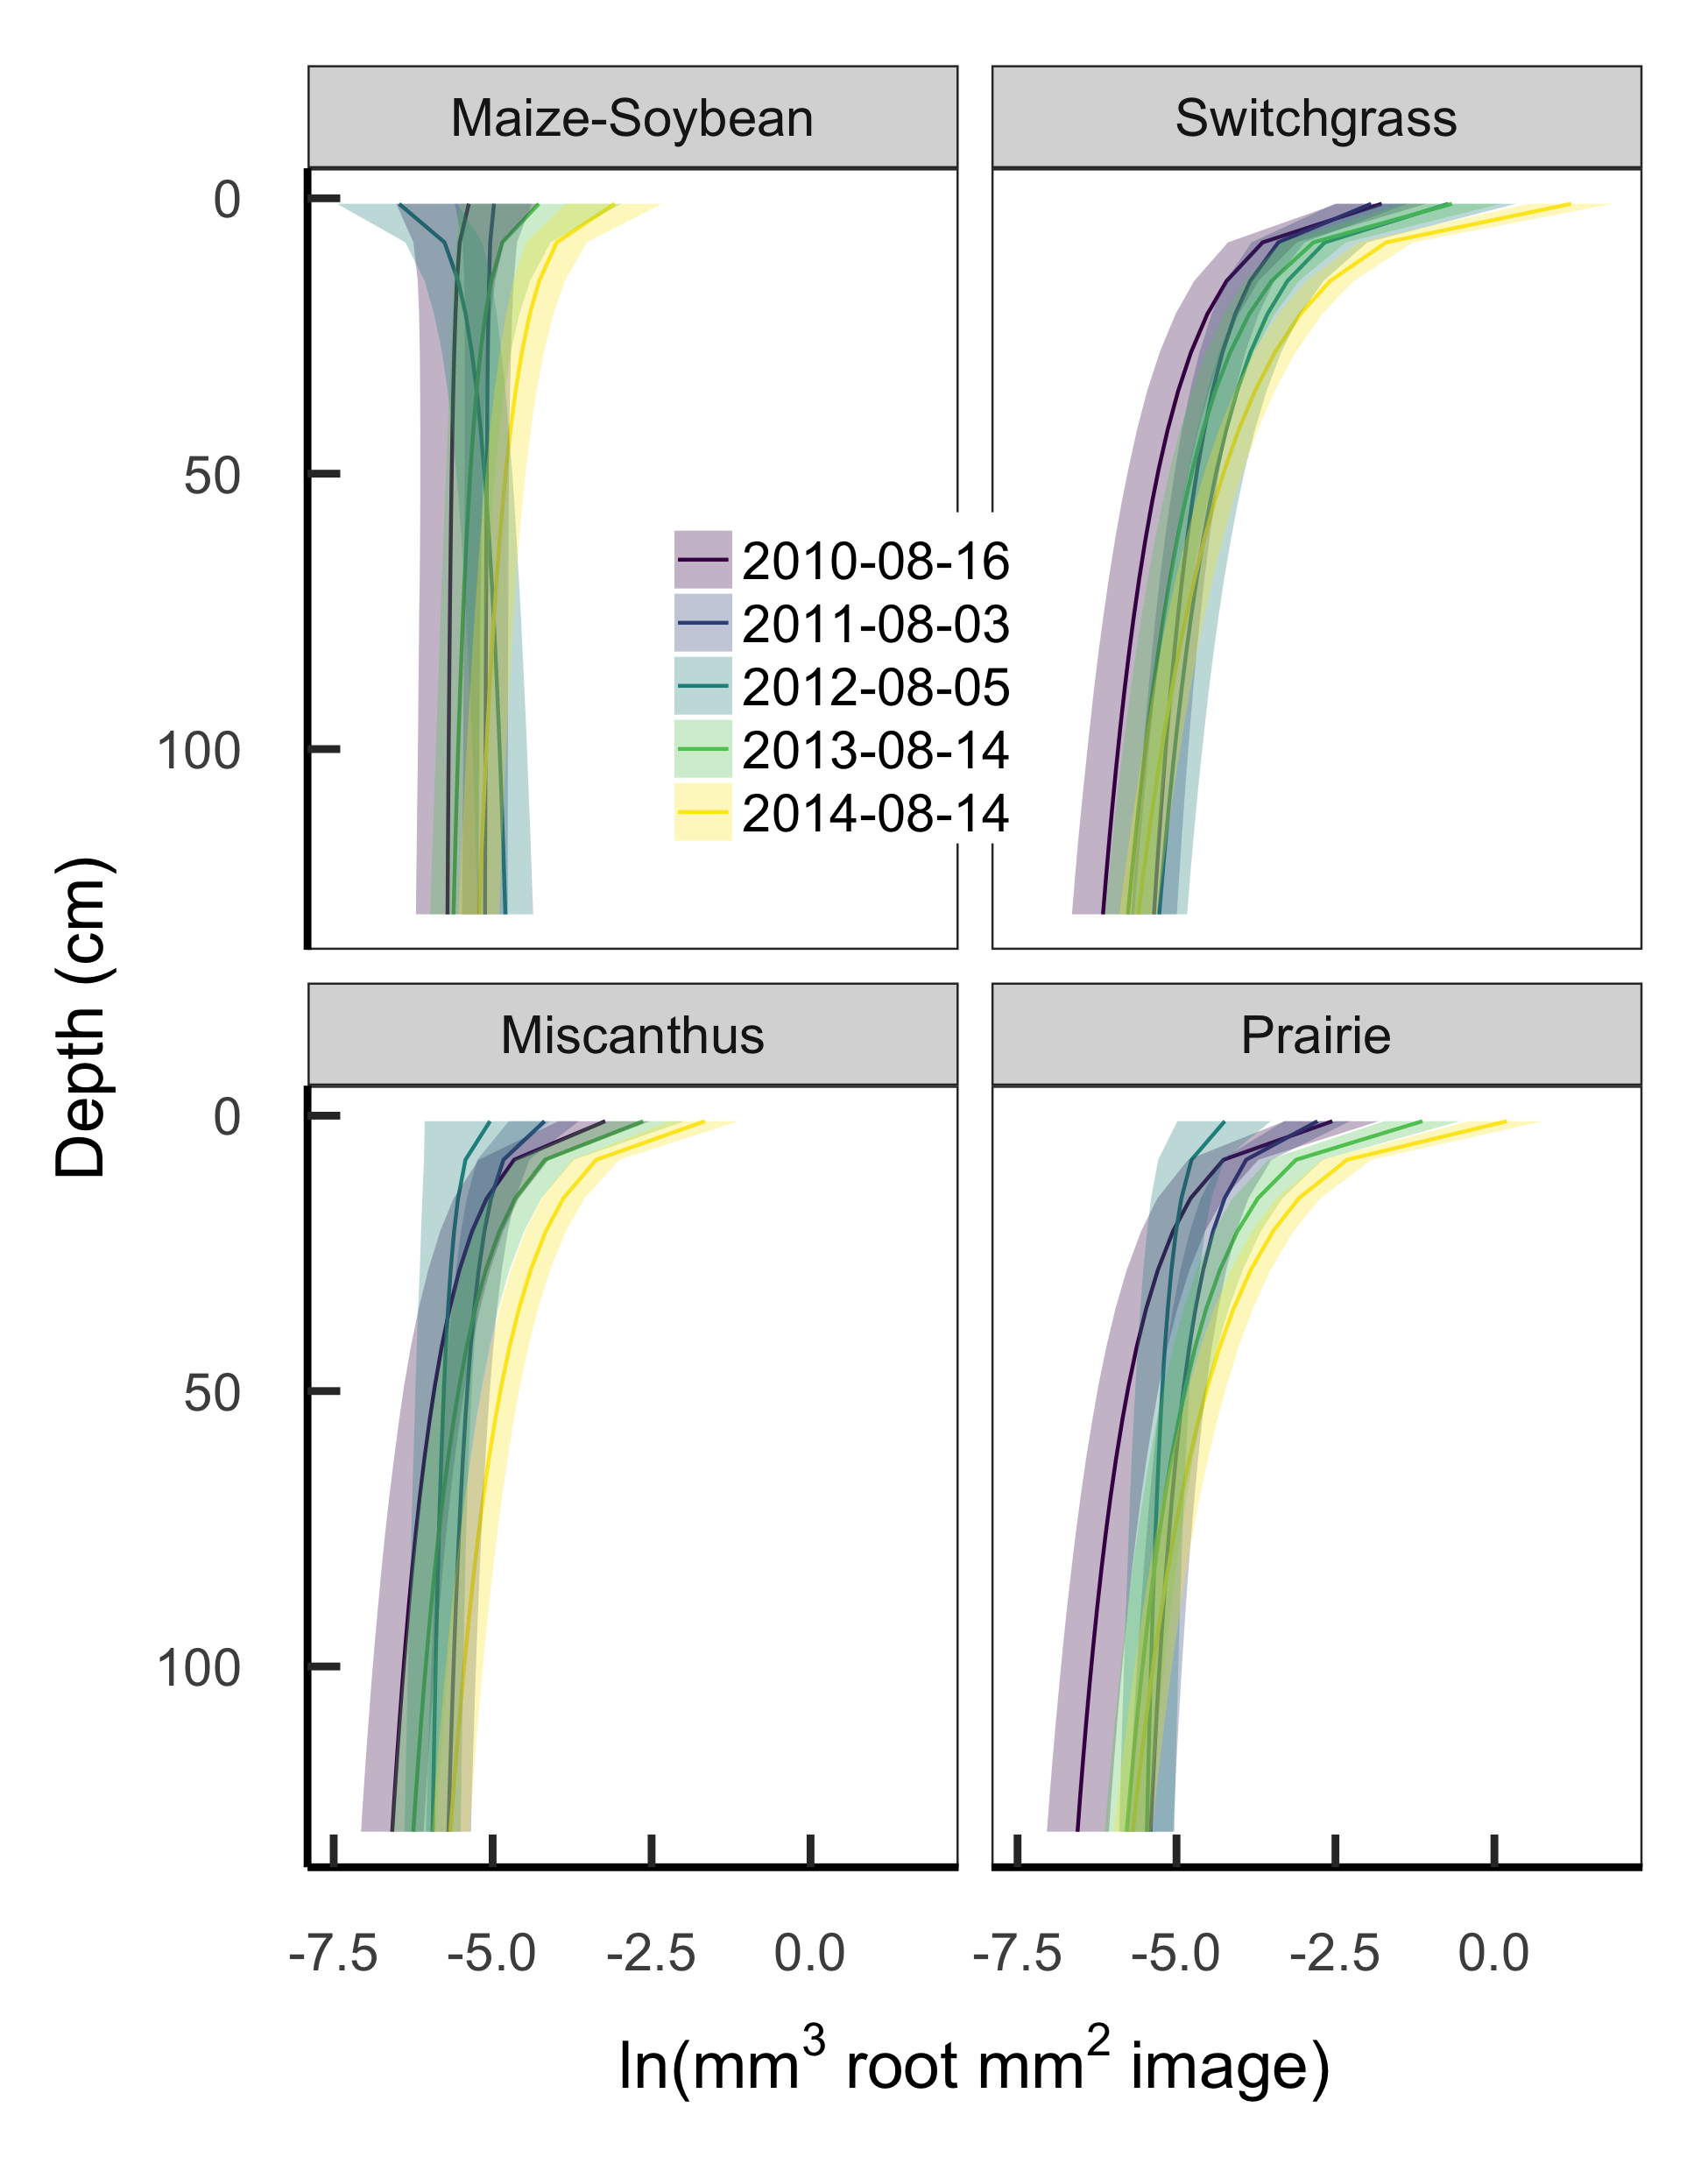 Maize-Soybean
Switchgrass
0
50
100
2010-08-16
2011-08-03
2012-08-05
2013-08-14
2014-08-14
Depth (cm)
Miscanthus
Prairie
0
50
100
-7.5 -5.0 -2.5 0.0
-7.5 -5.0 -2.5 0.0
ln(mm³ root mm² image)